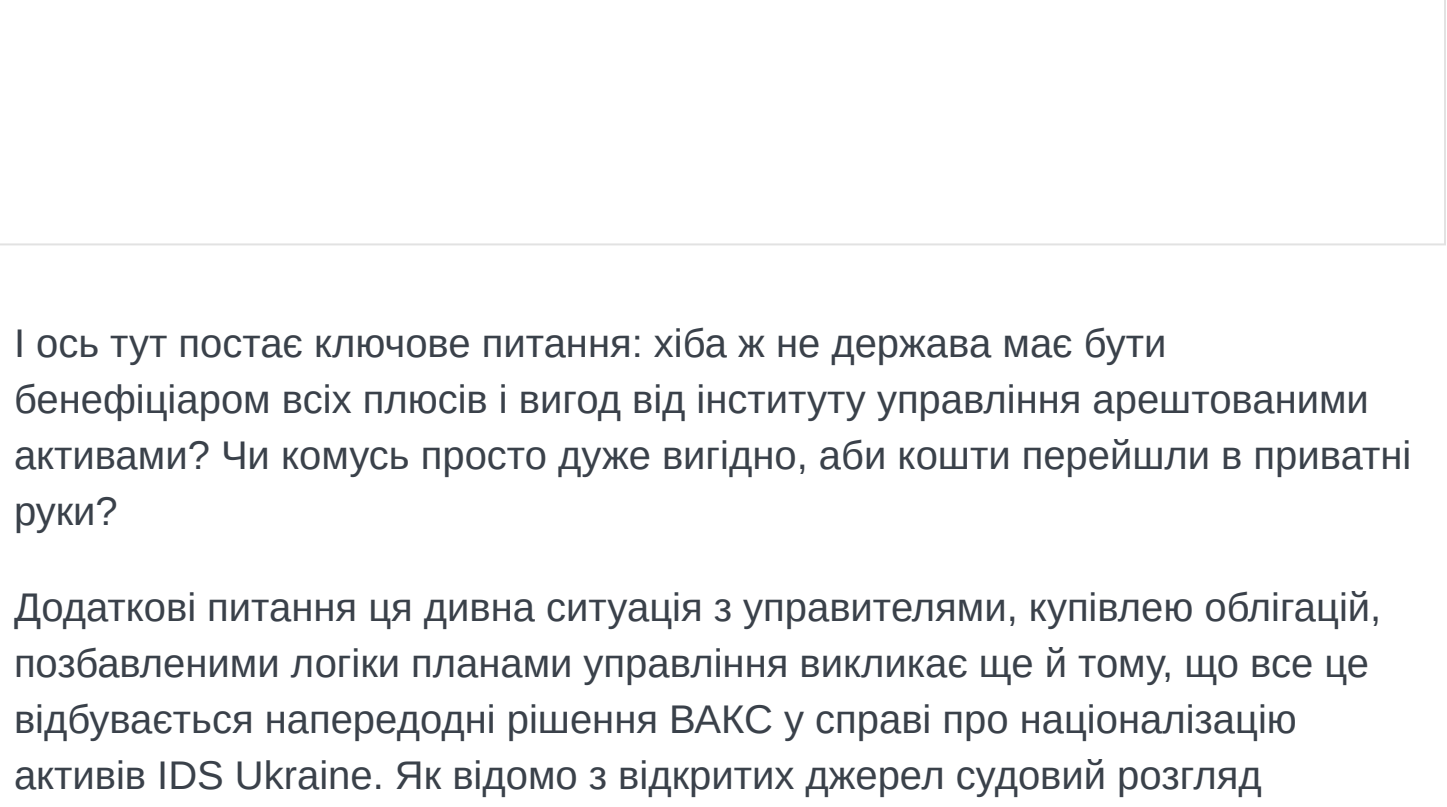 І ось тут постає ключове питання: хіба ж не держава має бути
бенефіціаром всіх плюсів і вигод від інституту управління арештованими
активами? Чи комусь просто дуже вигідно, аби кошти перейшли в приватні
руки?
Додаткові питання ця дивна ситуація з управителями, купівлею облігацій,
позбавленими логіки планами управління викликає ще й тому, що все це
відбувається напередодні рішення ВАКС у справі про націоналізацію
активів IDS Ukraine. Як відомо з відкритих джерел судовий розгляд